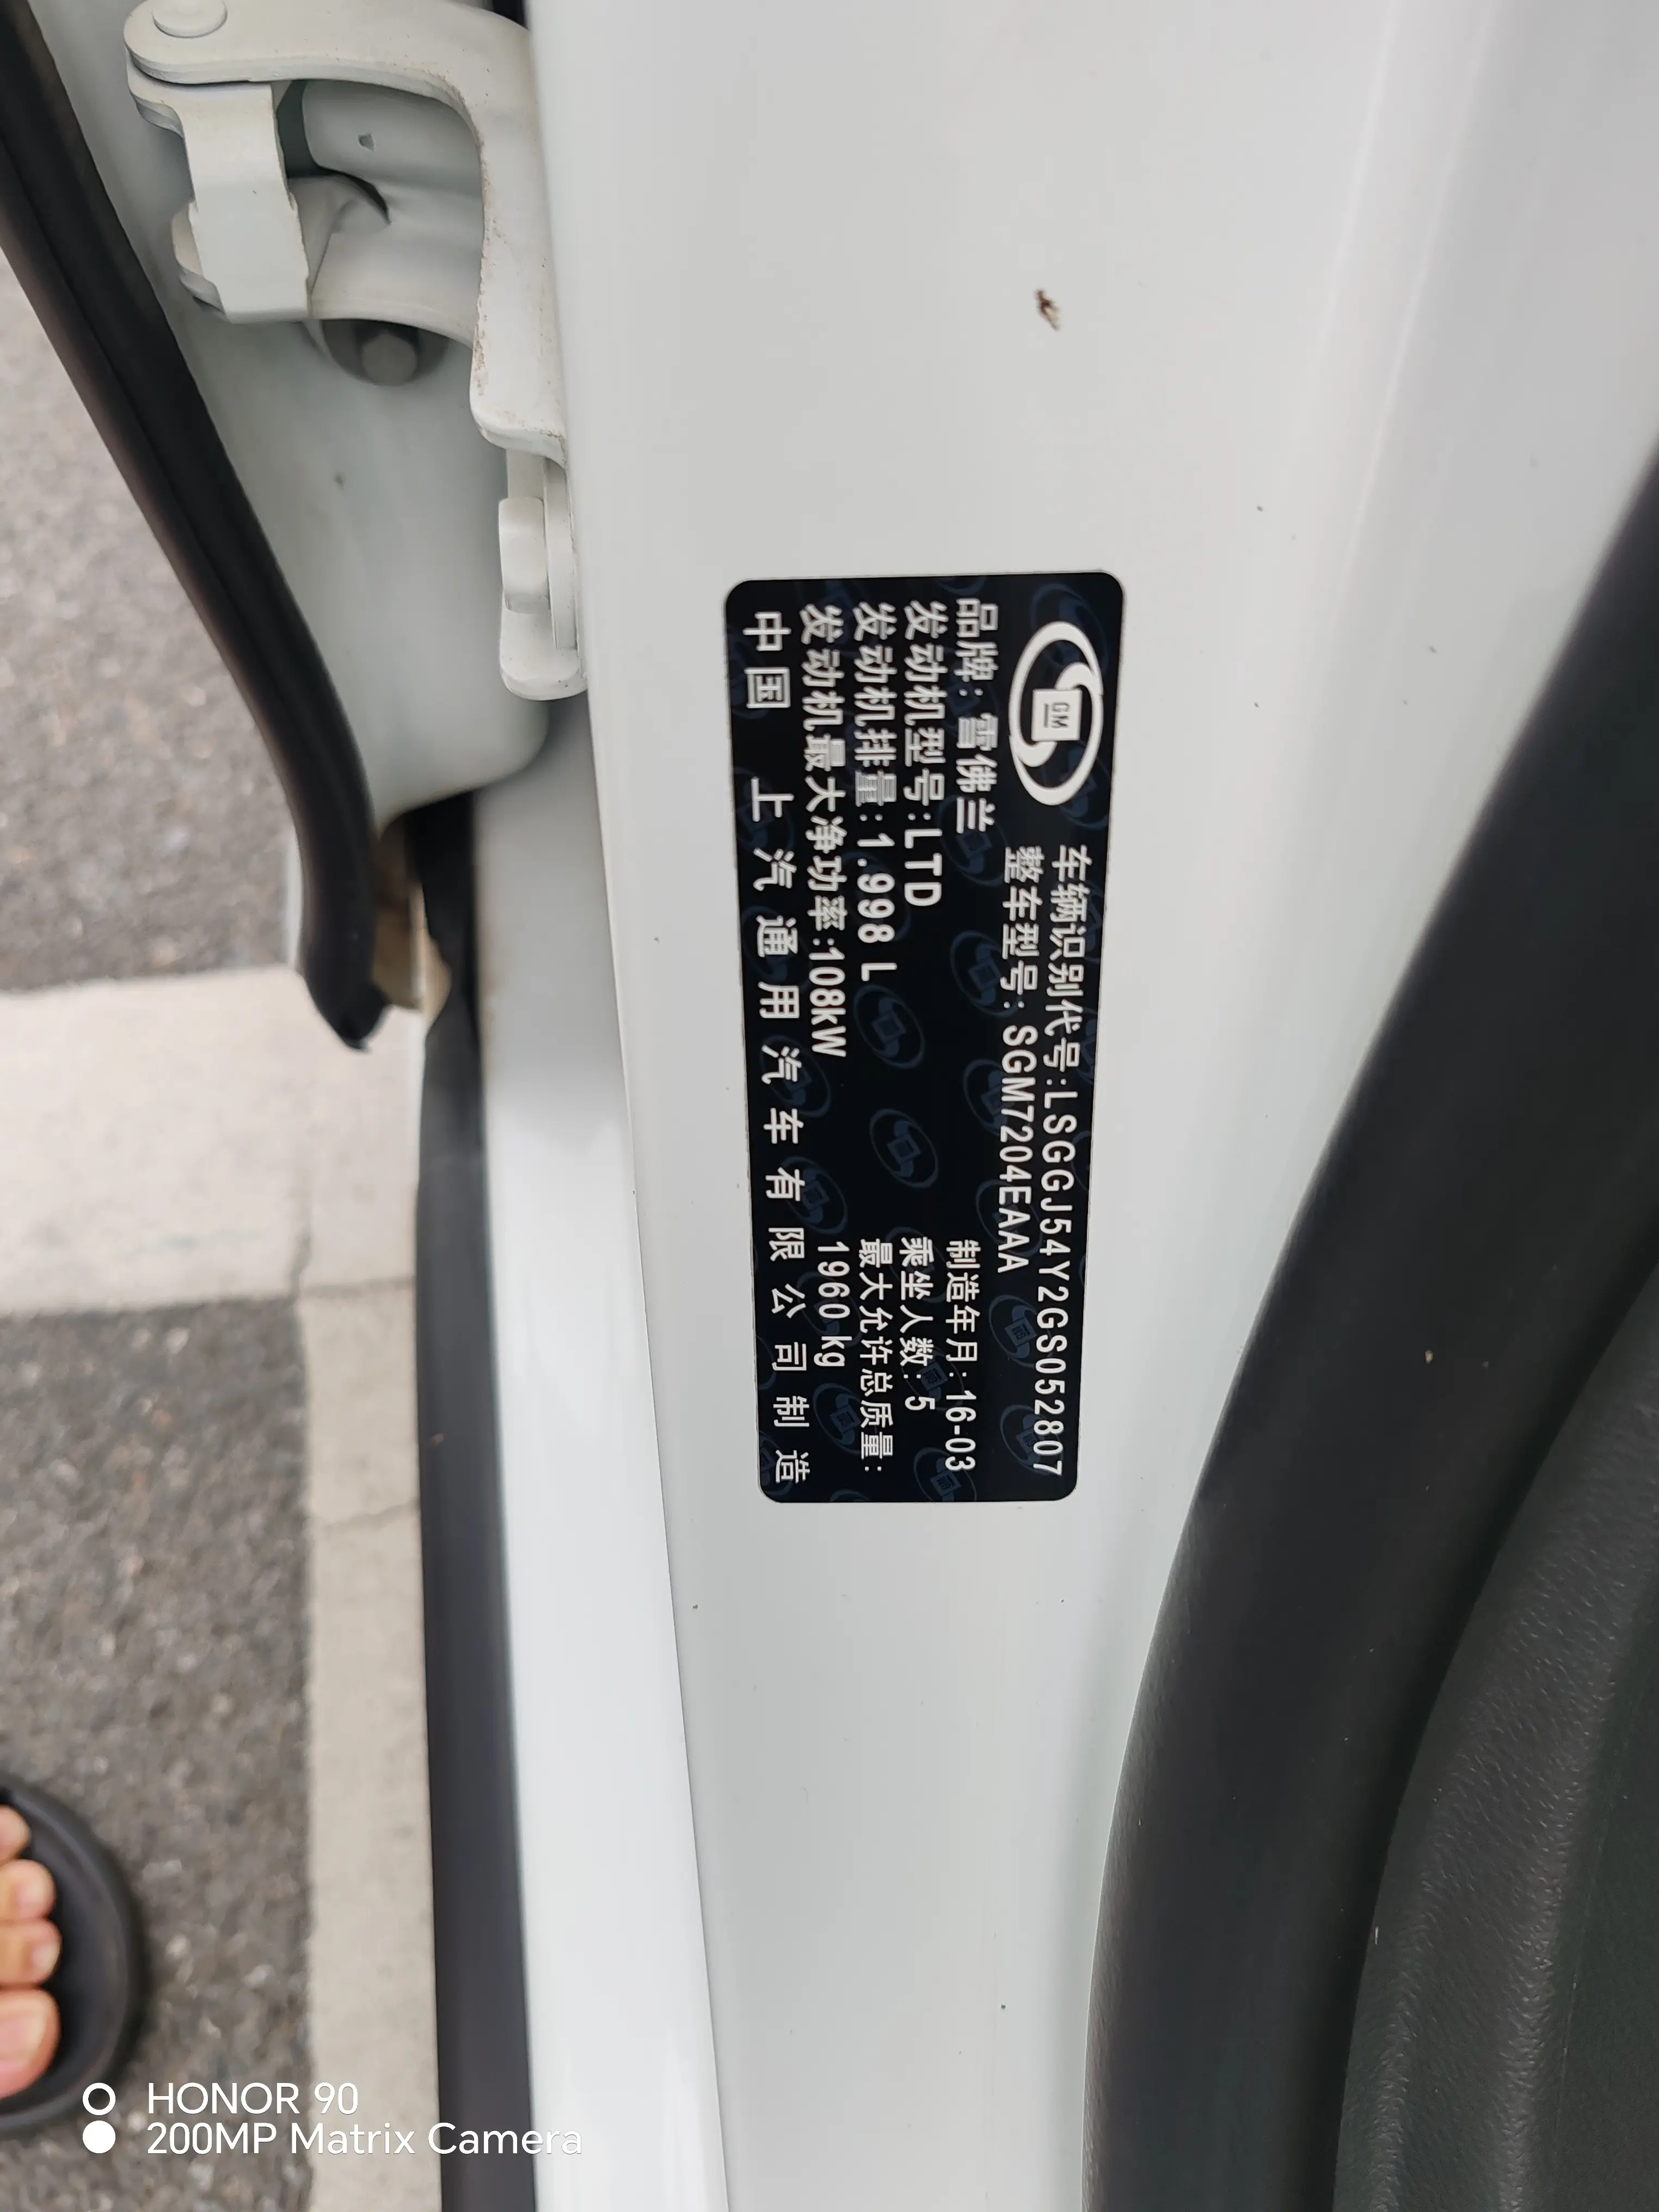 GM
车辆识别代号:LSGGJ54Y2GS052807
整车型号: SGM7204EAAA
品牌: 雪佛兰
制造年月:16-03
发动机型号:LTD
乘坐人数: 5
发动机排量:1.998 L
最大允许总质量:
发动机最大净功率:108kW
1960 kg
中国 上汽通用汽车有限公司制造
HONOR 90
200MP Matrix Camera